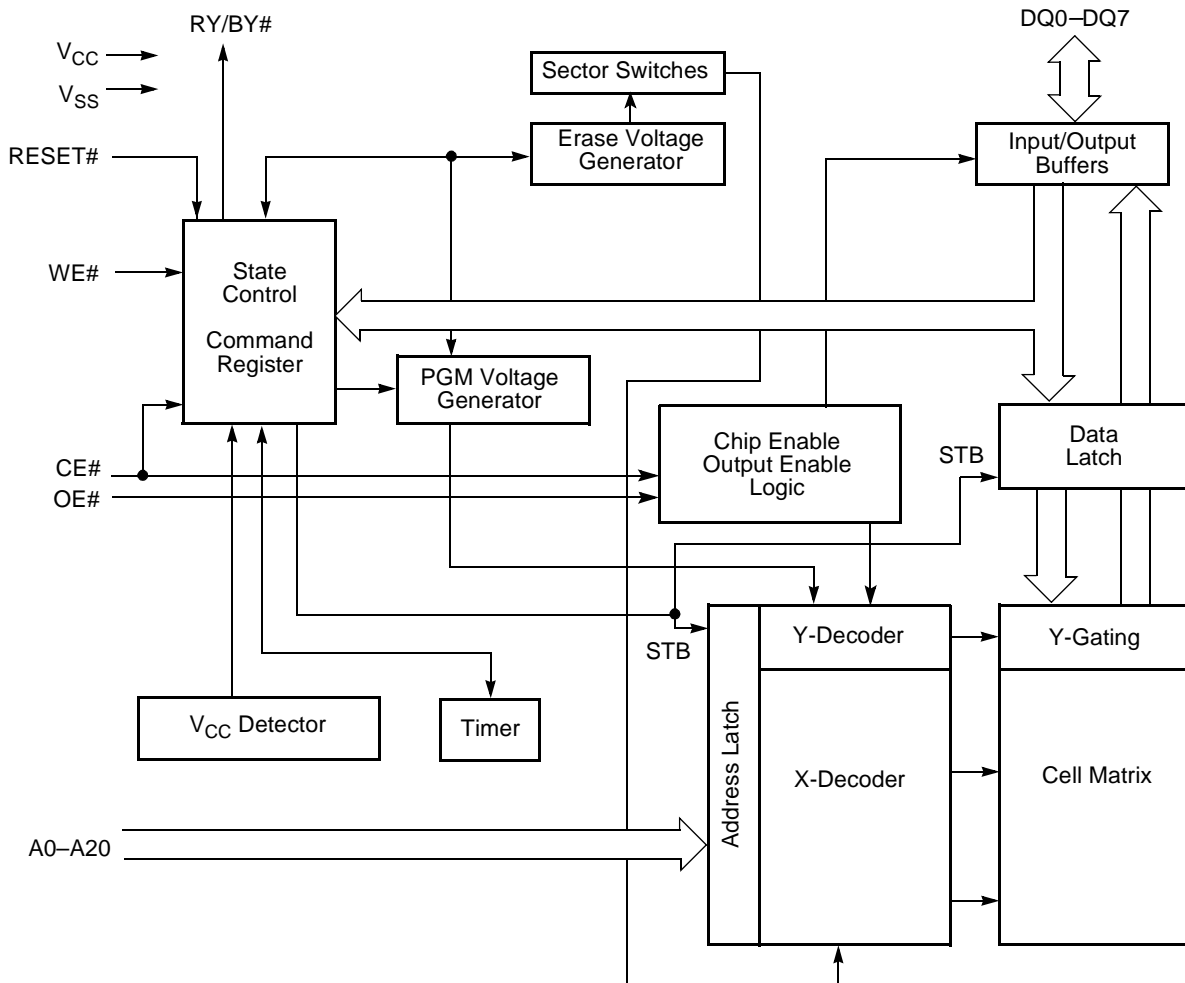 RY/BY#
DQ0–DQ7
VCC
VSS
Sector Switches
RESET#
Erase Voltage
Generator
Input/Output
Buffers
WE#
State
Control
Command
Register
PGM Voltage
Generator
CE#
OE#
Chip Enable
Output Enable
Logic
STB
Data
Latch
STB
Y-Decoder
Y-Gating
VCC Detector
Timer
Address Latch
X-Decoder
Cell Matrix
A0–A20